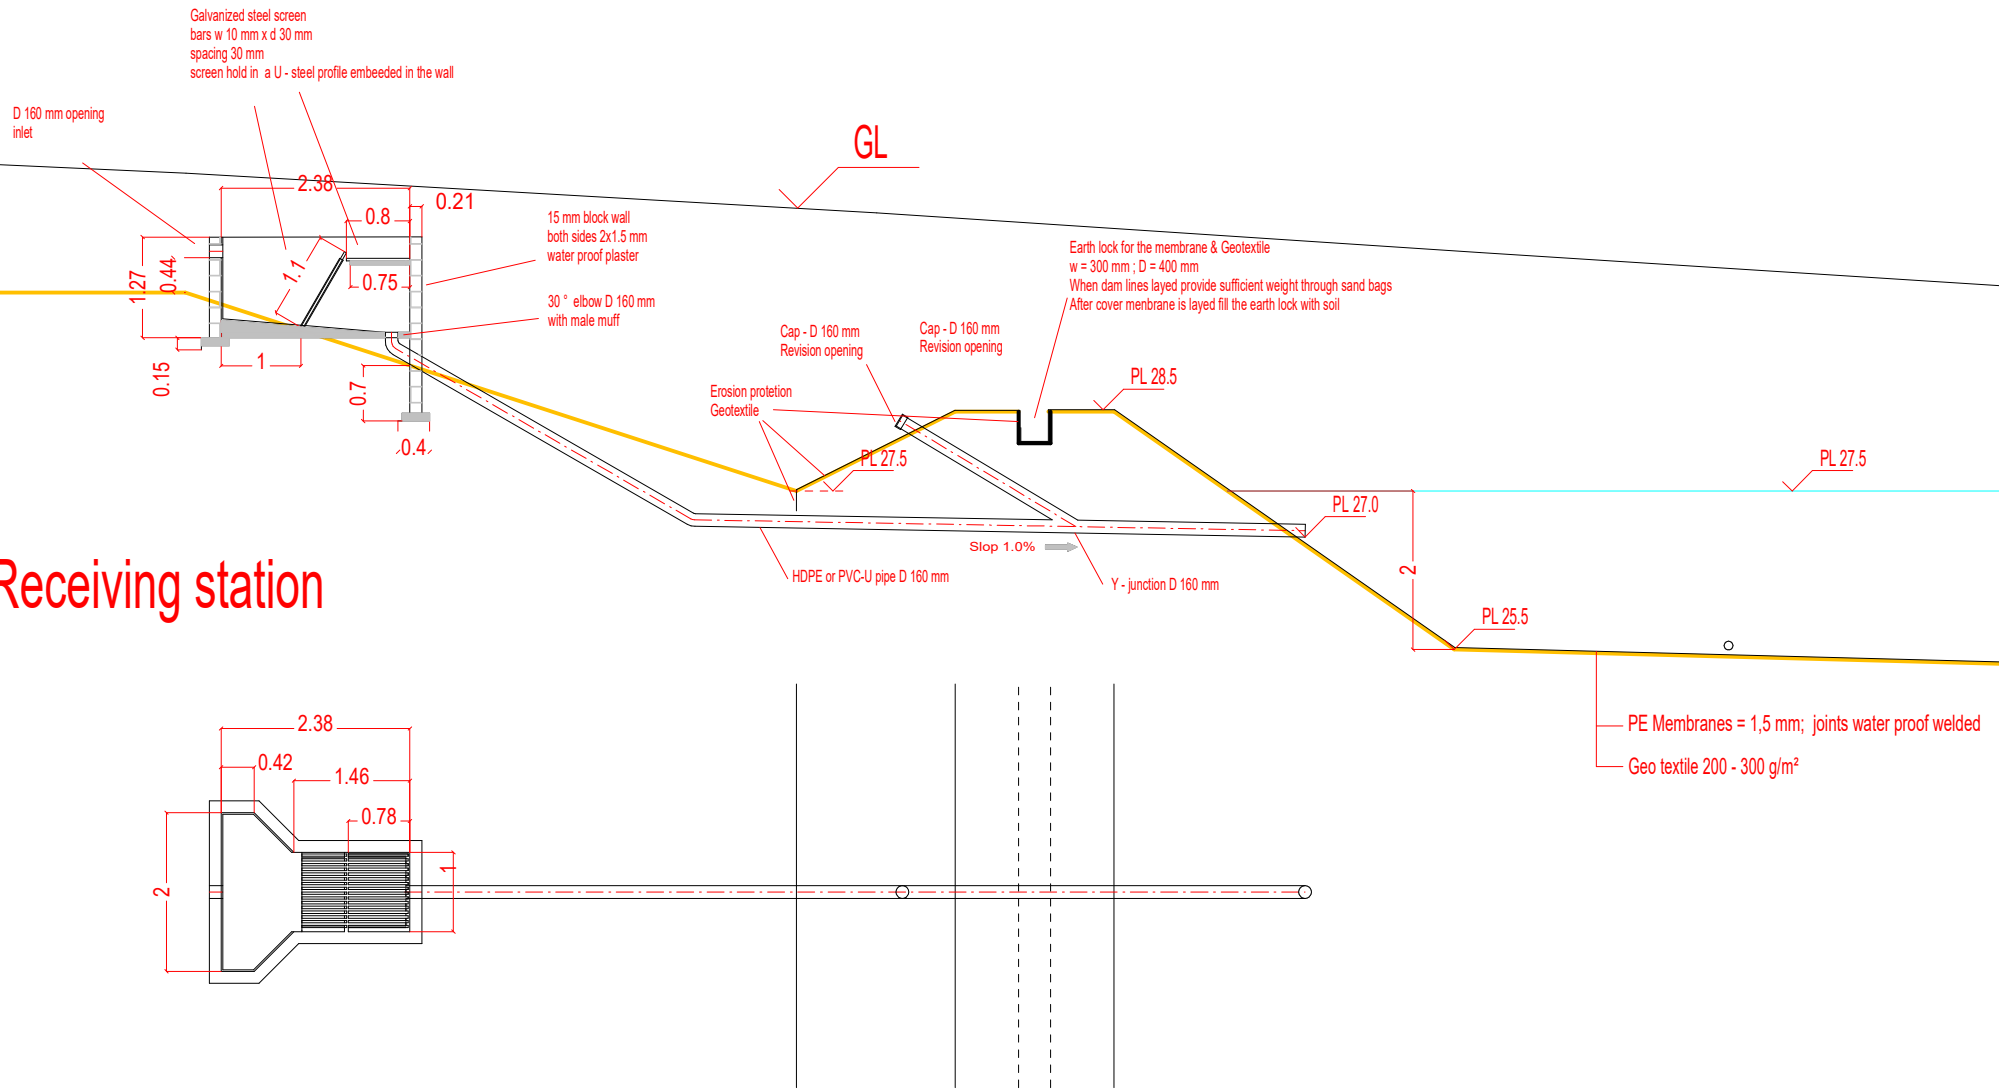 Galvanized steel screen
bars w 10 mm x d 30 mm
spacing 30 mm
screen hold in  a U - steel profile embeeded in the wall
D 160 mm opening
inlet
GL
2.38
0.21
0.8
15 mm block wall
both sides 2x1.5 mm
water proof plaster
Earth lock for the membrane & Geotextile
w = 300 mm ; D = 400 mm
When dam lines layed provide sufficient weight through sand bags
After cover menbrane is layed fill the earth lock with soil
1.27
0.44
1.1
0.75
30 °  elbow D 160 mm
with male muff
Cap - D 160 mm
Revision opening
Cap - D 160 mm
Revision opening
0.15
1
0.7
0.4
Erosion protetion
Geotextile
PL 28.5
PL 27.5
PL 27.5
PL 27.0
Slop 1.0%
HDPE or PVC-U pipe D 160 mm
Y - junction D 160 mm
2
PL 25.5
Receiving station
PE Membranes = 1,5 mm;  joints water proof welded
Geo textile 200 - 300 g/m²
2.38
0.42
1.46
0.78
2
1